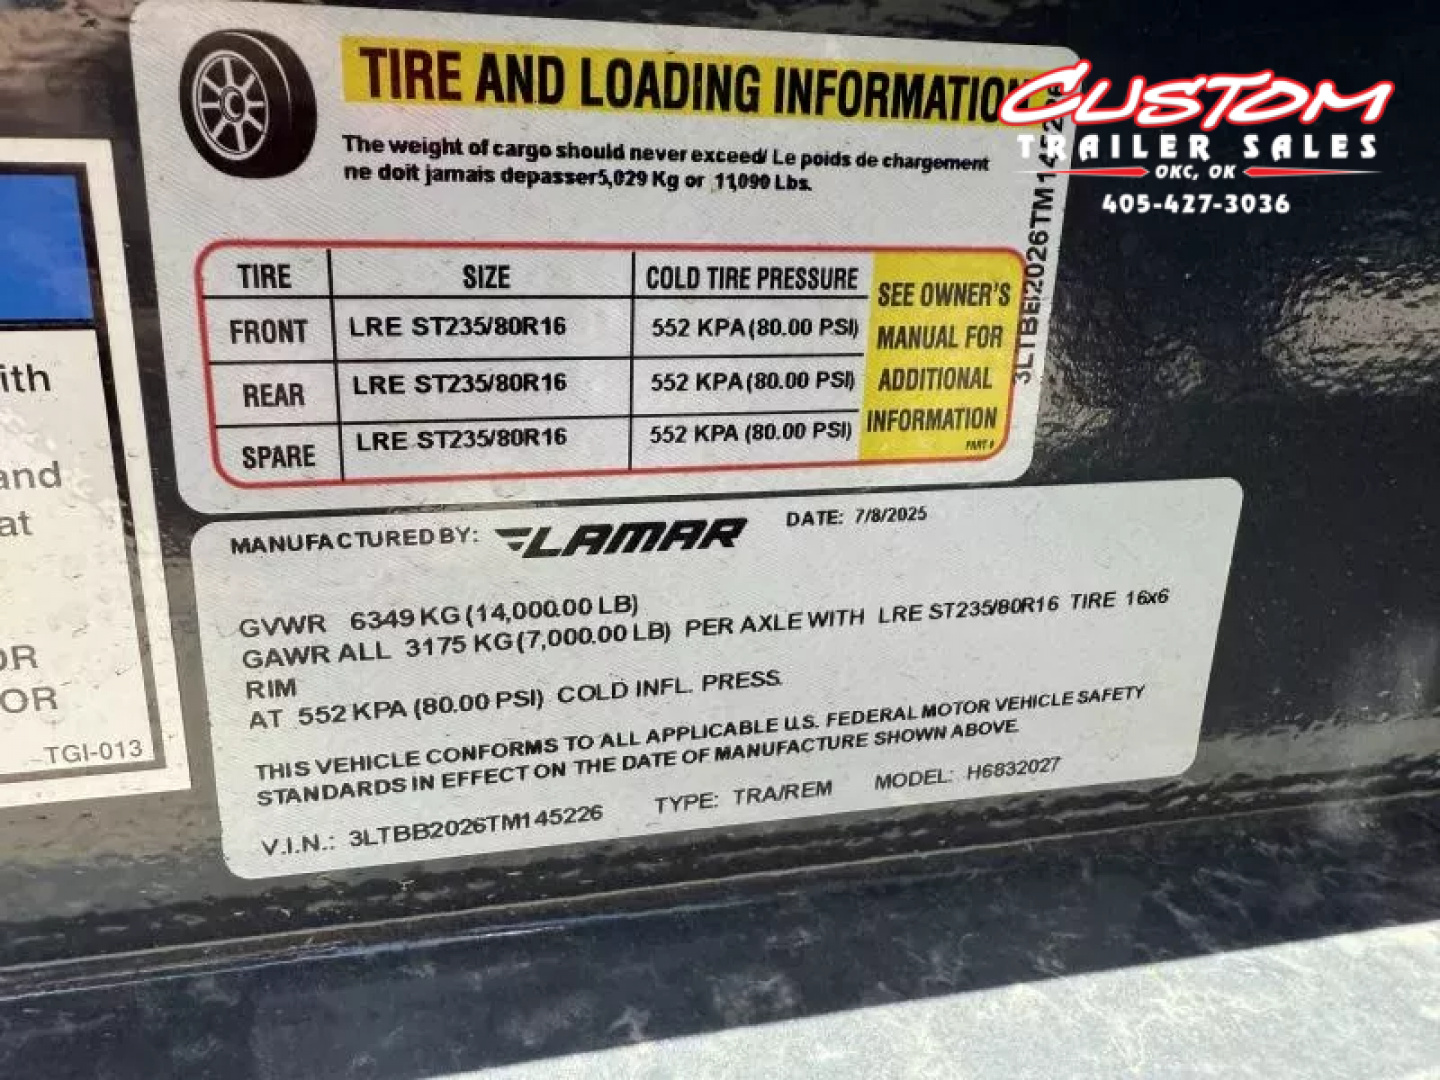 TIRE AND LOADING INFORMATION
The weight of cargo should never exceed/ Le poids de chargement
ne doit jamais depasser5,029 Kg or 11,090 Lbs.
TIRE SIZE COLD TIRE PRESSURE
FRONT LRE ST235/80R16 552 KPA (80.00 PSI)
REAR LRE ST235/80R16 552 KPA (80.00 PSI)
SPARE LRE ST235/80R16 552 KPA (80.00 PSI)
SEE OWNER'S
MANUAL FOR
ADDITIONAL
INFORMATION
PART #
CUSTOM
TRAILER SALES
OKC, OK
405-427-3036
ith
and
at
OR
OR
TGI-013
MANUFACTURED BY: LAMAR DATE: 7/8/2025
GVWR 6349 KG (14,000.00 LB)
GAWR ALL 3175 KG (7,000.00 LB) PER AXLE WITH LRE ST235/80R16 TIRE 16x6
RIM
AT 552 KPA (80.00 PSI) COLD INFL. PRESS.
THIS VEHICLE CONFORMS TO ALL APPLICABLE U.S. FEDERAL MOTOR VEHICLE SAFETY
STANDARDS IN EFFECT ON THE DATE OF MANUFACTURE SHOWN ABOVE.
V.I.N.: 3LTBB2026TM145226 TYPE: TRA/REM MODEL: H6832027